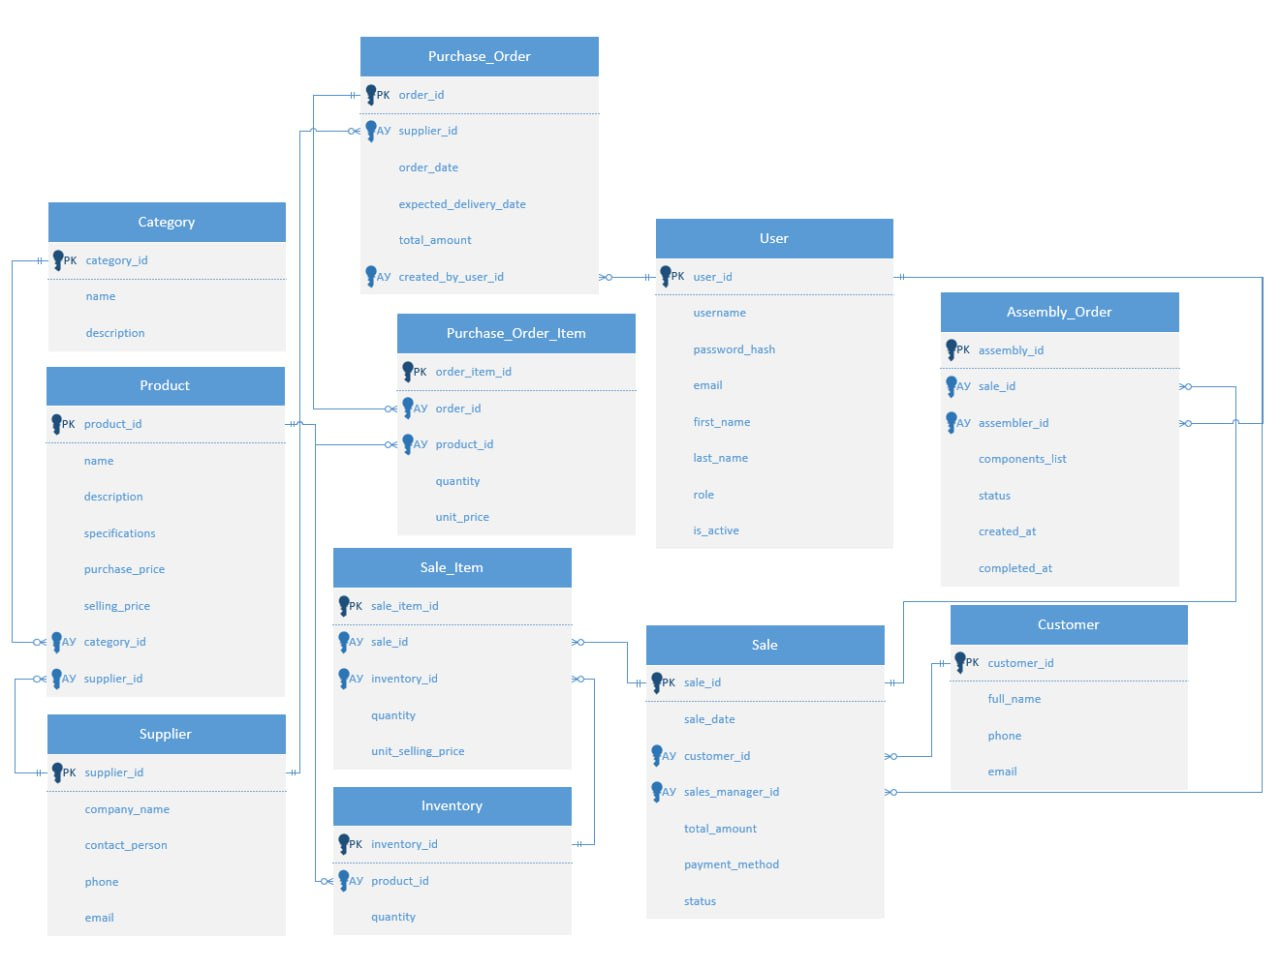 Purchase_Order
PK order_id
АУ supplier_id
order_date
expected_delivery_date
total_amount
АУ created_by_user_id
Category
PK category_id
name
description
User
PK user_id
username
password_hash
email
first_name
last_name
role
is_active
Assembly_Order
PK assembly_id
АУ sale_id
АУ assembler_id
components_list
status
created_at
completed_at
Purchase_Order_Item
PK order_item_id
АУ order_id
АУ product_id
quantity
unit_price
Product
PK product_id
name
description
specifications
purchase_price
selling_price
АУ category_id
АУ supplier_id
Sale_Item
PK sale_item_id
АУ sale_id
АУ inventory_id
quantity
unit_selling_price
Sale
PK sale_id
sale_date
АУ customer_id
АУ sales_manager_id
total_amount
payment_method
status
Customer
PK customer_id
full_name
phone
email
Supplier
PK supplier_id
company_name
contact_person
phone
email
Inventory
PK inventory_id
АУ product_id
quantity